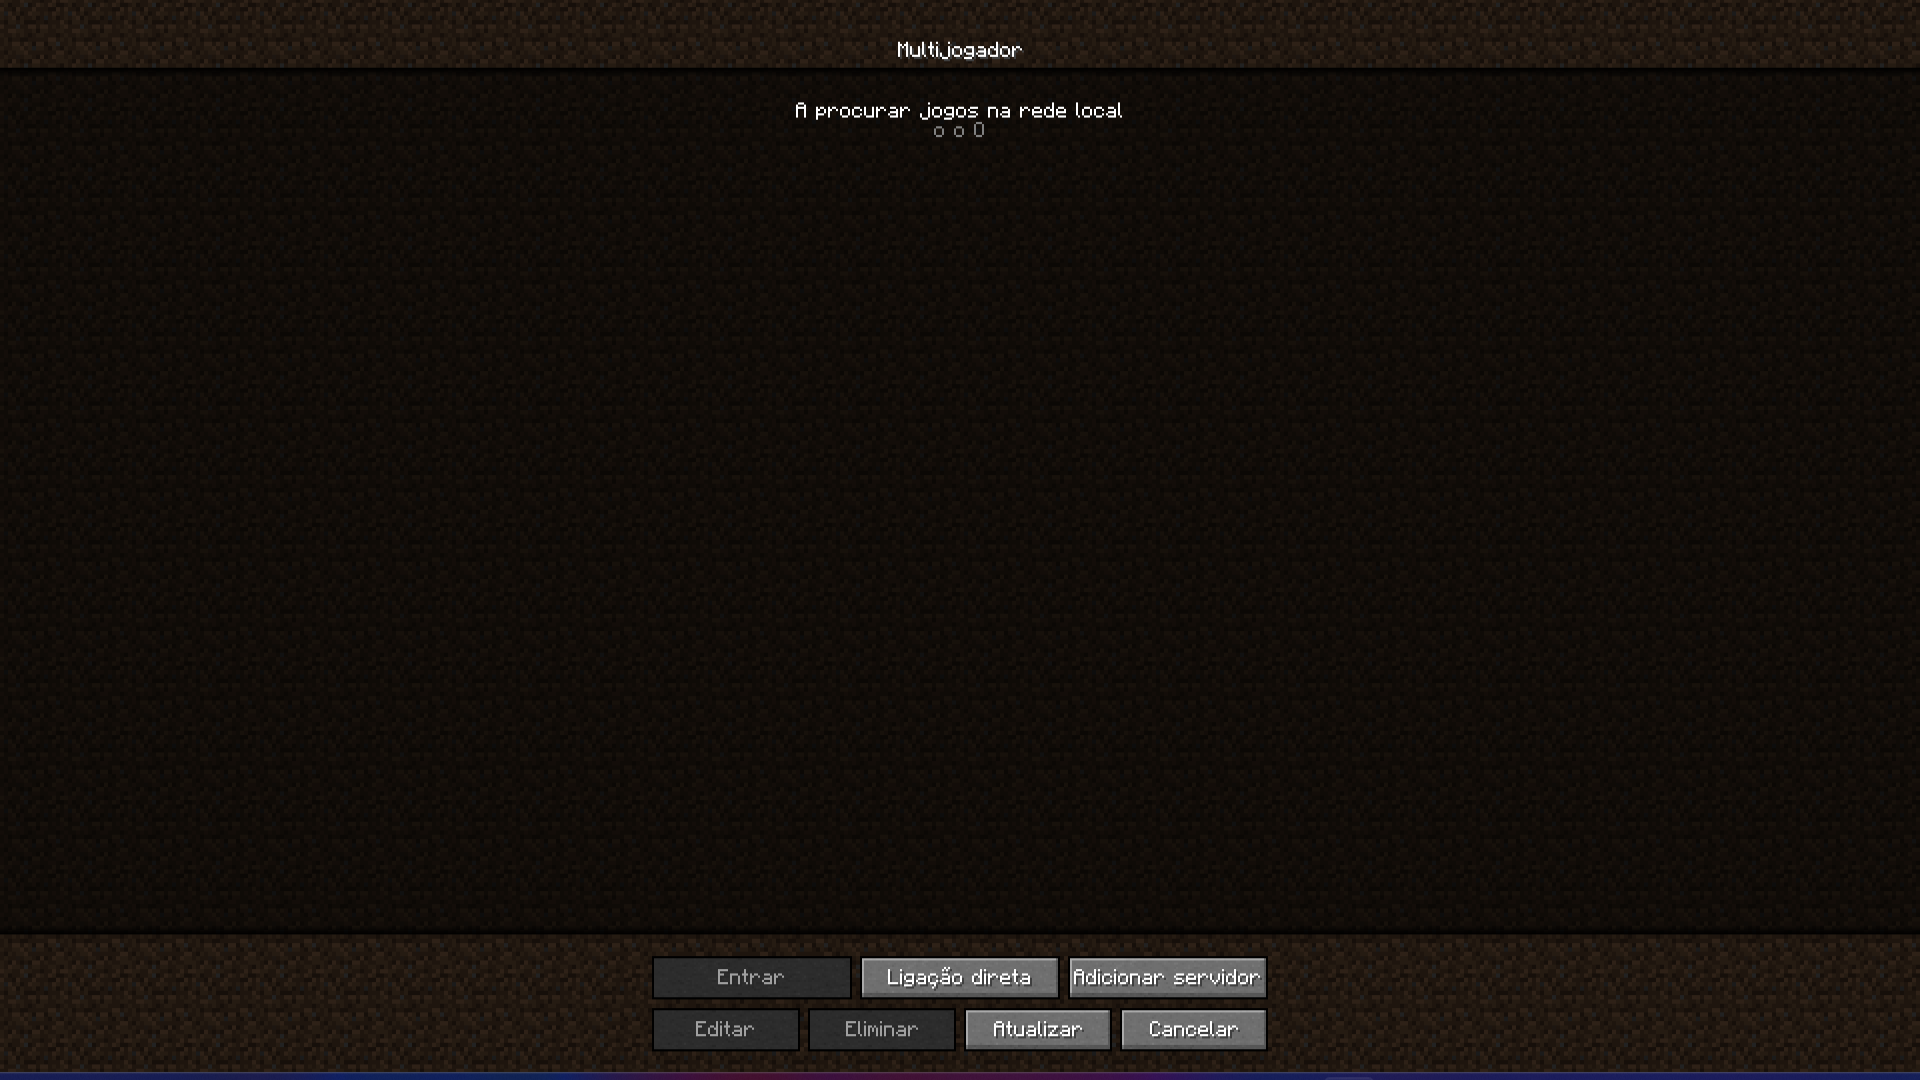 Multijogador
A procurar jogos na rede local
o o O
Entrar
Ligação direta
Adicionar servidor
Editar
Eliminar
Atualizar
Cancelar